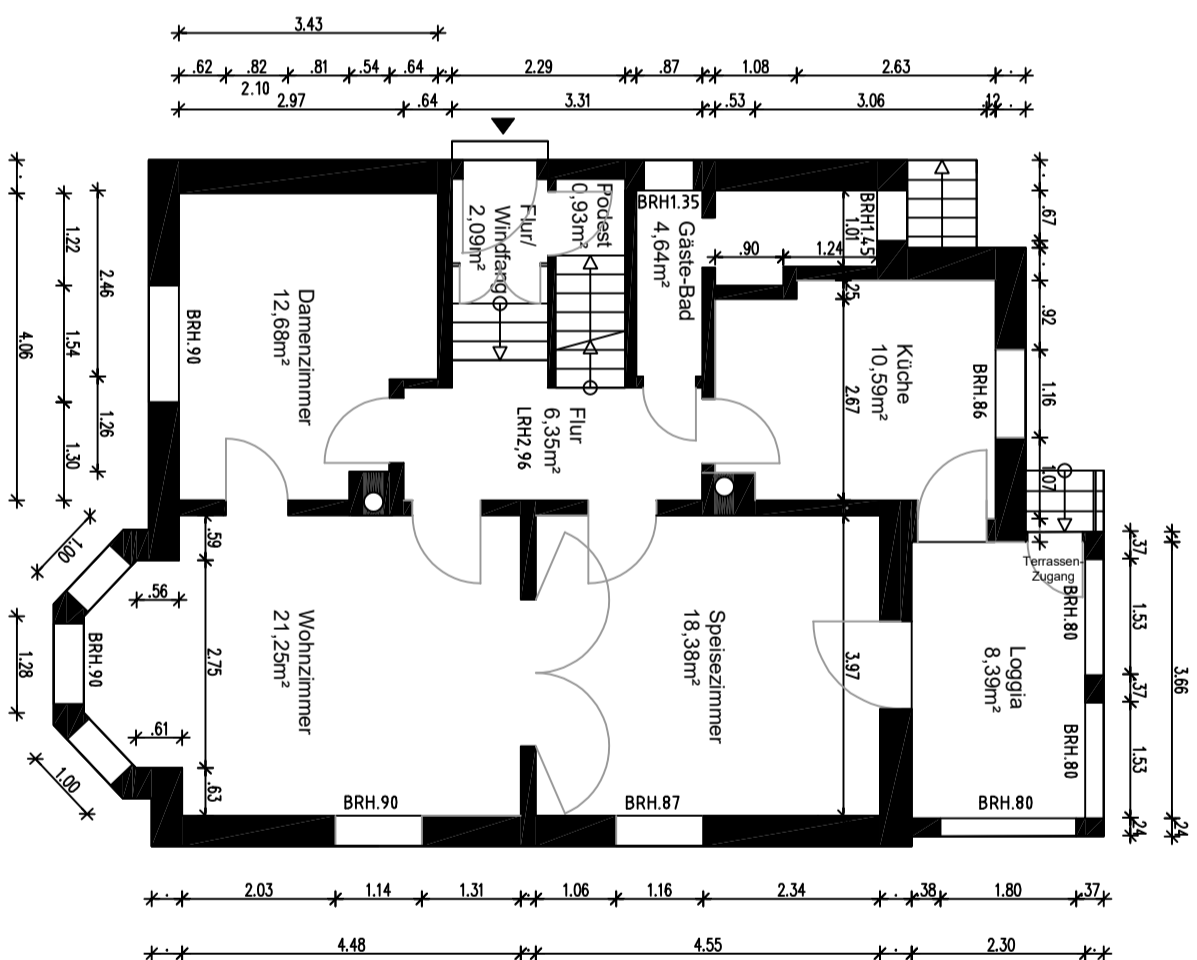 3.43
.62 .82 .81 .54 .64 2.29 .87 1.08 2.63
2.10
2.97 .64 3.31 .53 3.06 .12
4.06
1.22
1.54
1.30
2.46
1.26
Damenzimmer
12,68m²
BRH.90
Flur/
Windfang
2,09m²
Podest
0,93m²
BRH1.35
Gäste-Bad
4,64m²
BRH1.45
1.01
.90 1.24
.25
2.67
Küche
10,59m²
BRH.86
.67
.92
1.16
1.07
Flur
6,35m²
LRH2,96
1.00
.56
1.28
BRH.90
.61
1.00
.59
2.75
.63
Wohnzimmer
21,25m²
BRH.90
Speisezimmer
18,38m²
BRH.87
3.97
Terrassen-
Zugang
BRH.80
Loggia
8,39m²
BRH.80
BRH.80
.37
1.53
.37
1.53
.24
3.66
.24
2.03 1.14 1.31 1.06 1.16 2.34 .38 1.80 .37
4.48 4.55 2.30